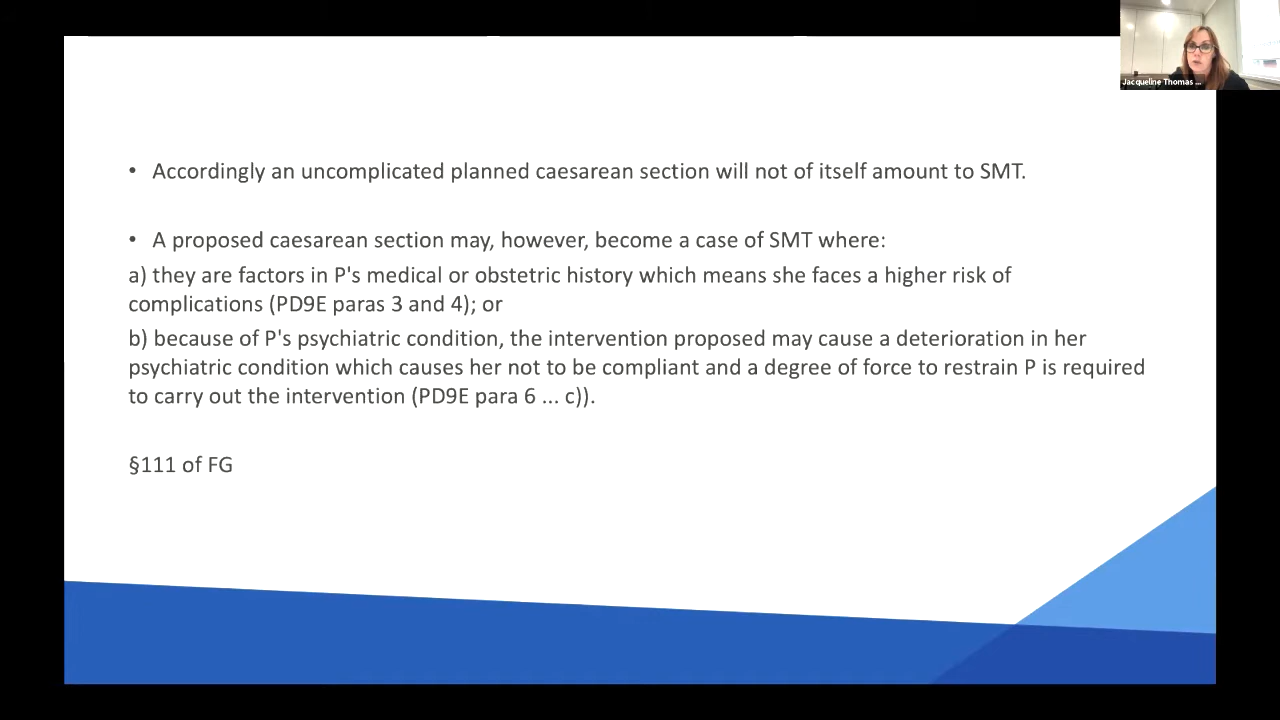 Jacqueline Thomas ...
• Accordingly an uncomplicated planned caesarean section will not of itself amount to SMT.
• A proposed caesarean section may, however, become a case of SMT where:
a) they are factors in P's medical or obstetric history which means she faces a higher risk of
complications (PD9E paras 3 and 4); or
b) because of P's psychiatric condition, the intervention proposed may cause a deterioration in her
psychiatric condition which causes her not to be compliant and a degree of force to restrain P is required
to carry out the intervention (PD9E para 6 ... c)).
§111 of FG